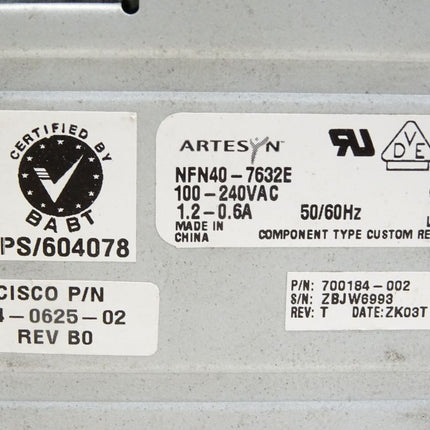 CERTIFIED BY
BABT
PS/604078
CISCO P/N
4-0625-02
REV B0
ARTESYN
NFN40-7632E
100-240VAC
1.2-0.6A 50/60Hz
MADE IN
CHINA
COMPONENT TYPE CUSTOM RE
VDE
P/N: 700184-002
S/N: ZBJW6993
REV: T DATE: ZK03T